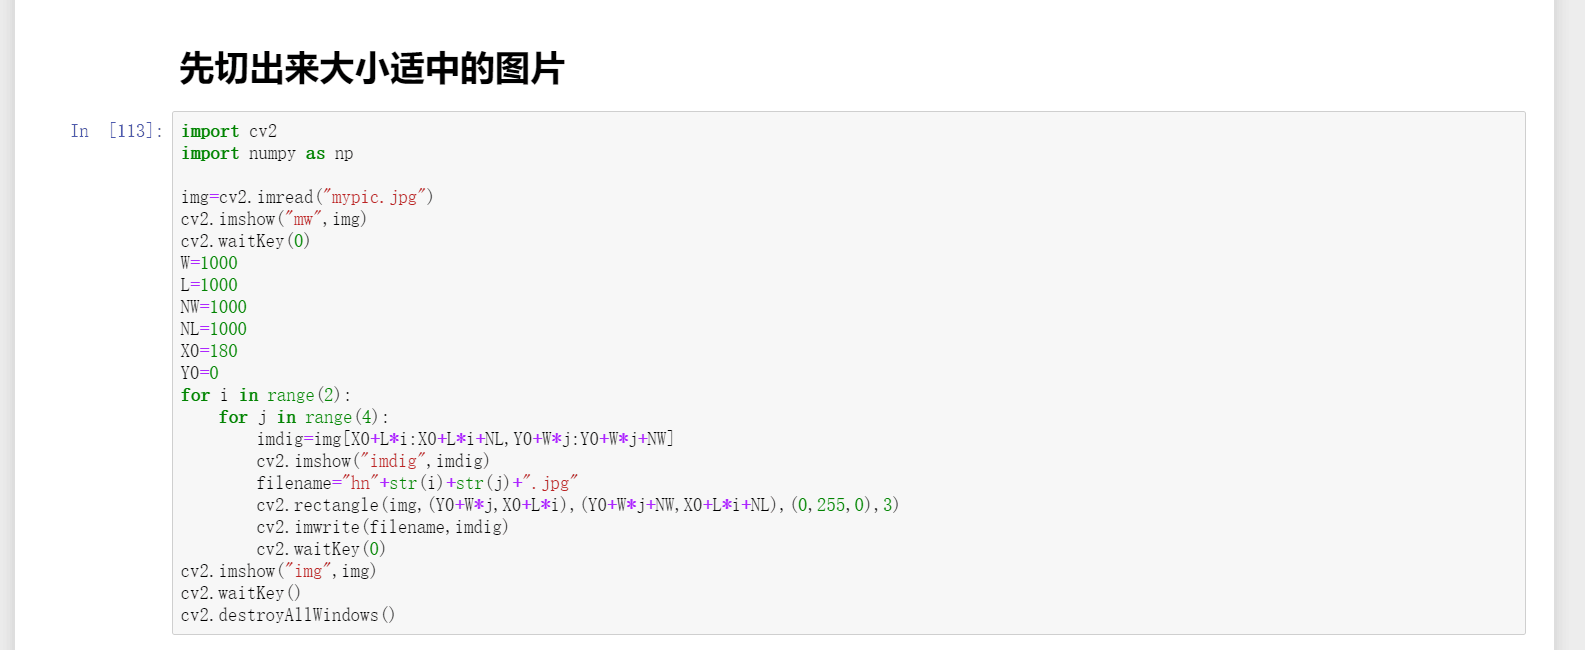 先切出来大小适中的图片
In [113]:
import cv2
import numpy as np
img=cv2.imread("mypic.jpg")
cv2.imshow("mw",img)
cv2.waitKey(0)
W=1000
L=1000
NW=1000
NL=1000
X0=180
Y0=0
for i in range(2):
    for j in range(4):
        imdig=img[X0+L*i:X0+L*i+NL,Y0+W*j:Y0+W*j+NW]
        cv2.imshow("imdig",imdig)
        filename="hn"+str(i)+str(j)+".jpg"
        cv2.rectangle(img,(Y0+W*j,X0+L*i),(Y0+W*j+NW,X0+L*i+NL),(0,255,0),3)
        cv2.imwrite(filename,imdig)
        cv2.waitKey(0)
cv2.imshow("img",img)
cv2.waitKey()
cv2.destroyAllWindows()